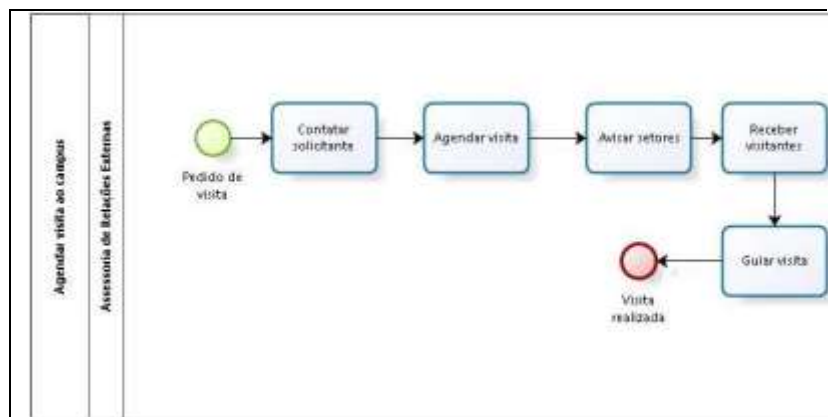 Agendar visita ao campus
Assessoria de Relações Externas
Pedido de
visita
Contatar
solicitante
Agendar visita
Avisar setores
Receber
visitantes
Guiar visita
Visita
realizada